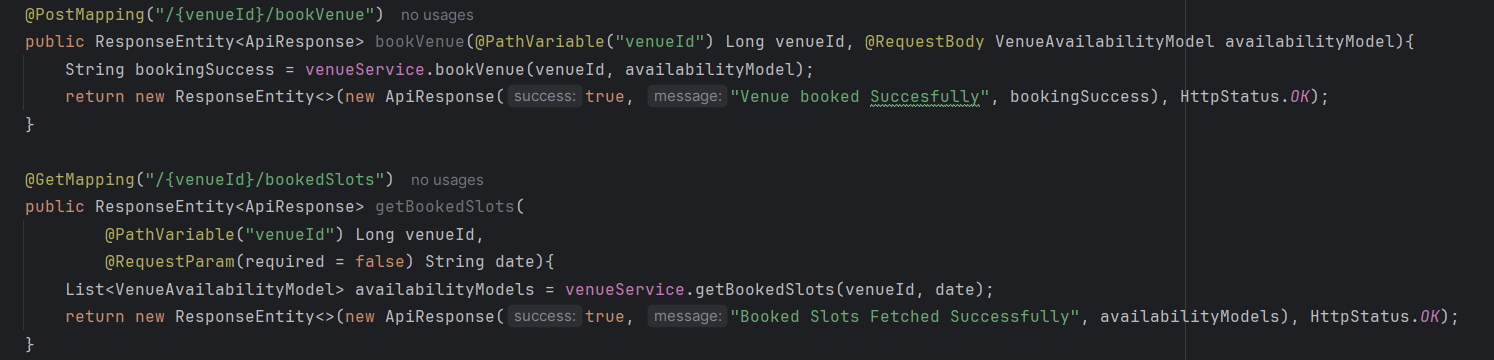 @PostMapping("/{venueId}/bookVenue") no usages
public ResponseEntity<ApiResponse> bookVenue(@PathVariable("venueId") Long venueId, @RequestBody VenueAvailabilityModel availabilityModel){
String bookingSuccess = venueService.bookVenue(venueId, availabilityModel);
return new ResponseEntity<>(new ApiResponse( success: true, message: "Venue booked Succesfully", bookingSuccess), HttpStatus.OK);
}
@GetMapping("/{venueId}/bookedSlots") no usages
public ResponseEntity<ApiResponse> getBookedSlots(
@PathVariable("venueId") Long venueId,
@RequestParam(required = false) String date){
List<VenueAvailabilityModel> availabilityModels = venueService.getBookedSlots(venueId, date);
return new ResponseEntity<>(new ApiResponse( success: true, message: "Booked Slots Fetched Successfully", availabilityModels), HttpStatus.OK);
}